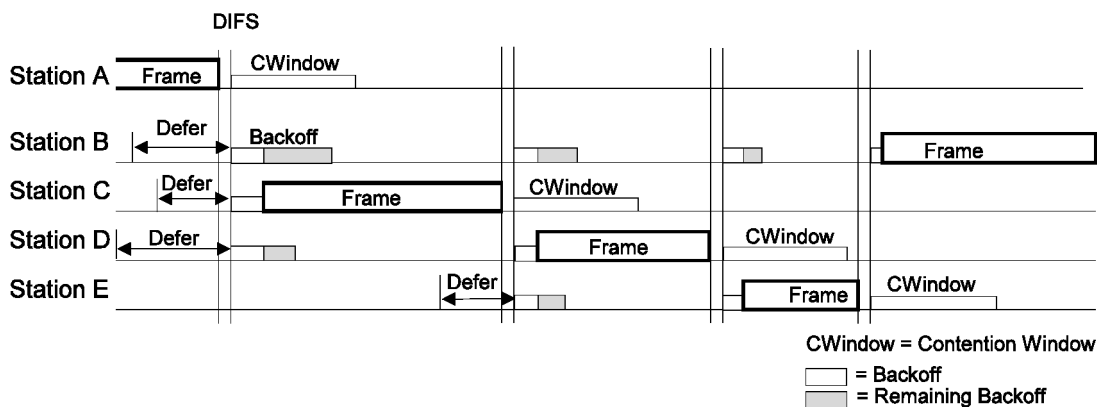 DIFS
Station A
Frame
CWindow
Station B
Defer
Backoff
Frame
Station C
Defer
Frame
CWindow
Station D
Defer
Frame
CWindow
Station E
Defer
Frame
CWindow
CWindow = Contention Window
= Backoff
= Remaining Backoff